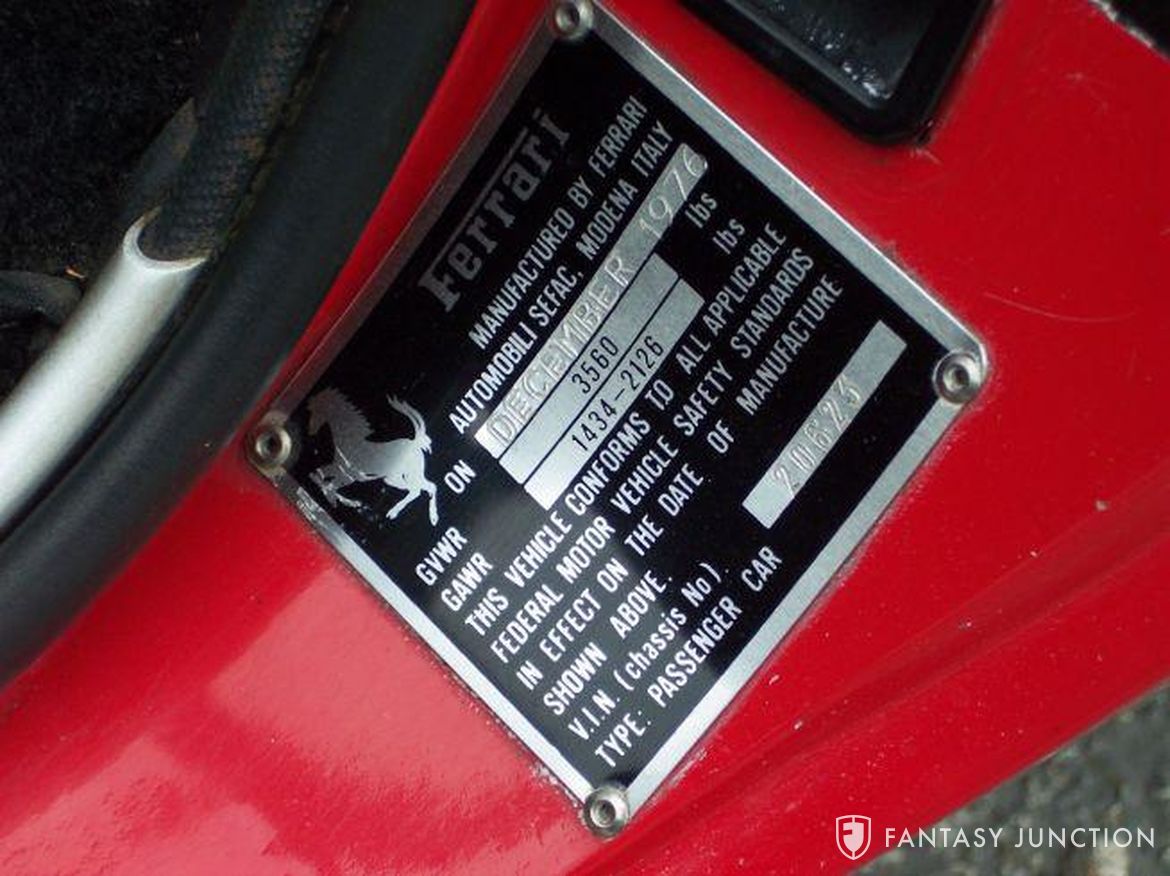 Ferrari
MANUFACTURED BY FERRARI
AUTOMOBILI SEFAC, MODENA ITALY
ON DECEMBER 1976
GVWR 3560 lbs
GAWR 1434-2126 lbs
THIS VEHICLE CONFORMS TO ALL APPLICABLE
FEDERAL MOTOR VEHICLE SAFETY STANDARDS
IN EFFECT ON THE DATE OF MANUFACTURE
SHOWN ABOVE.
V.I.N. (chassis No). 20623
TYPE: PASSENGER CAR
FANTASY JUNCTION